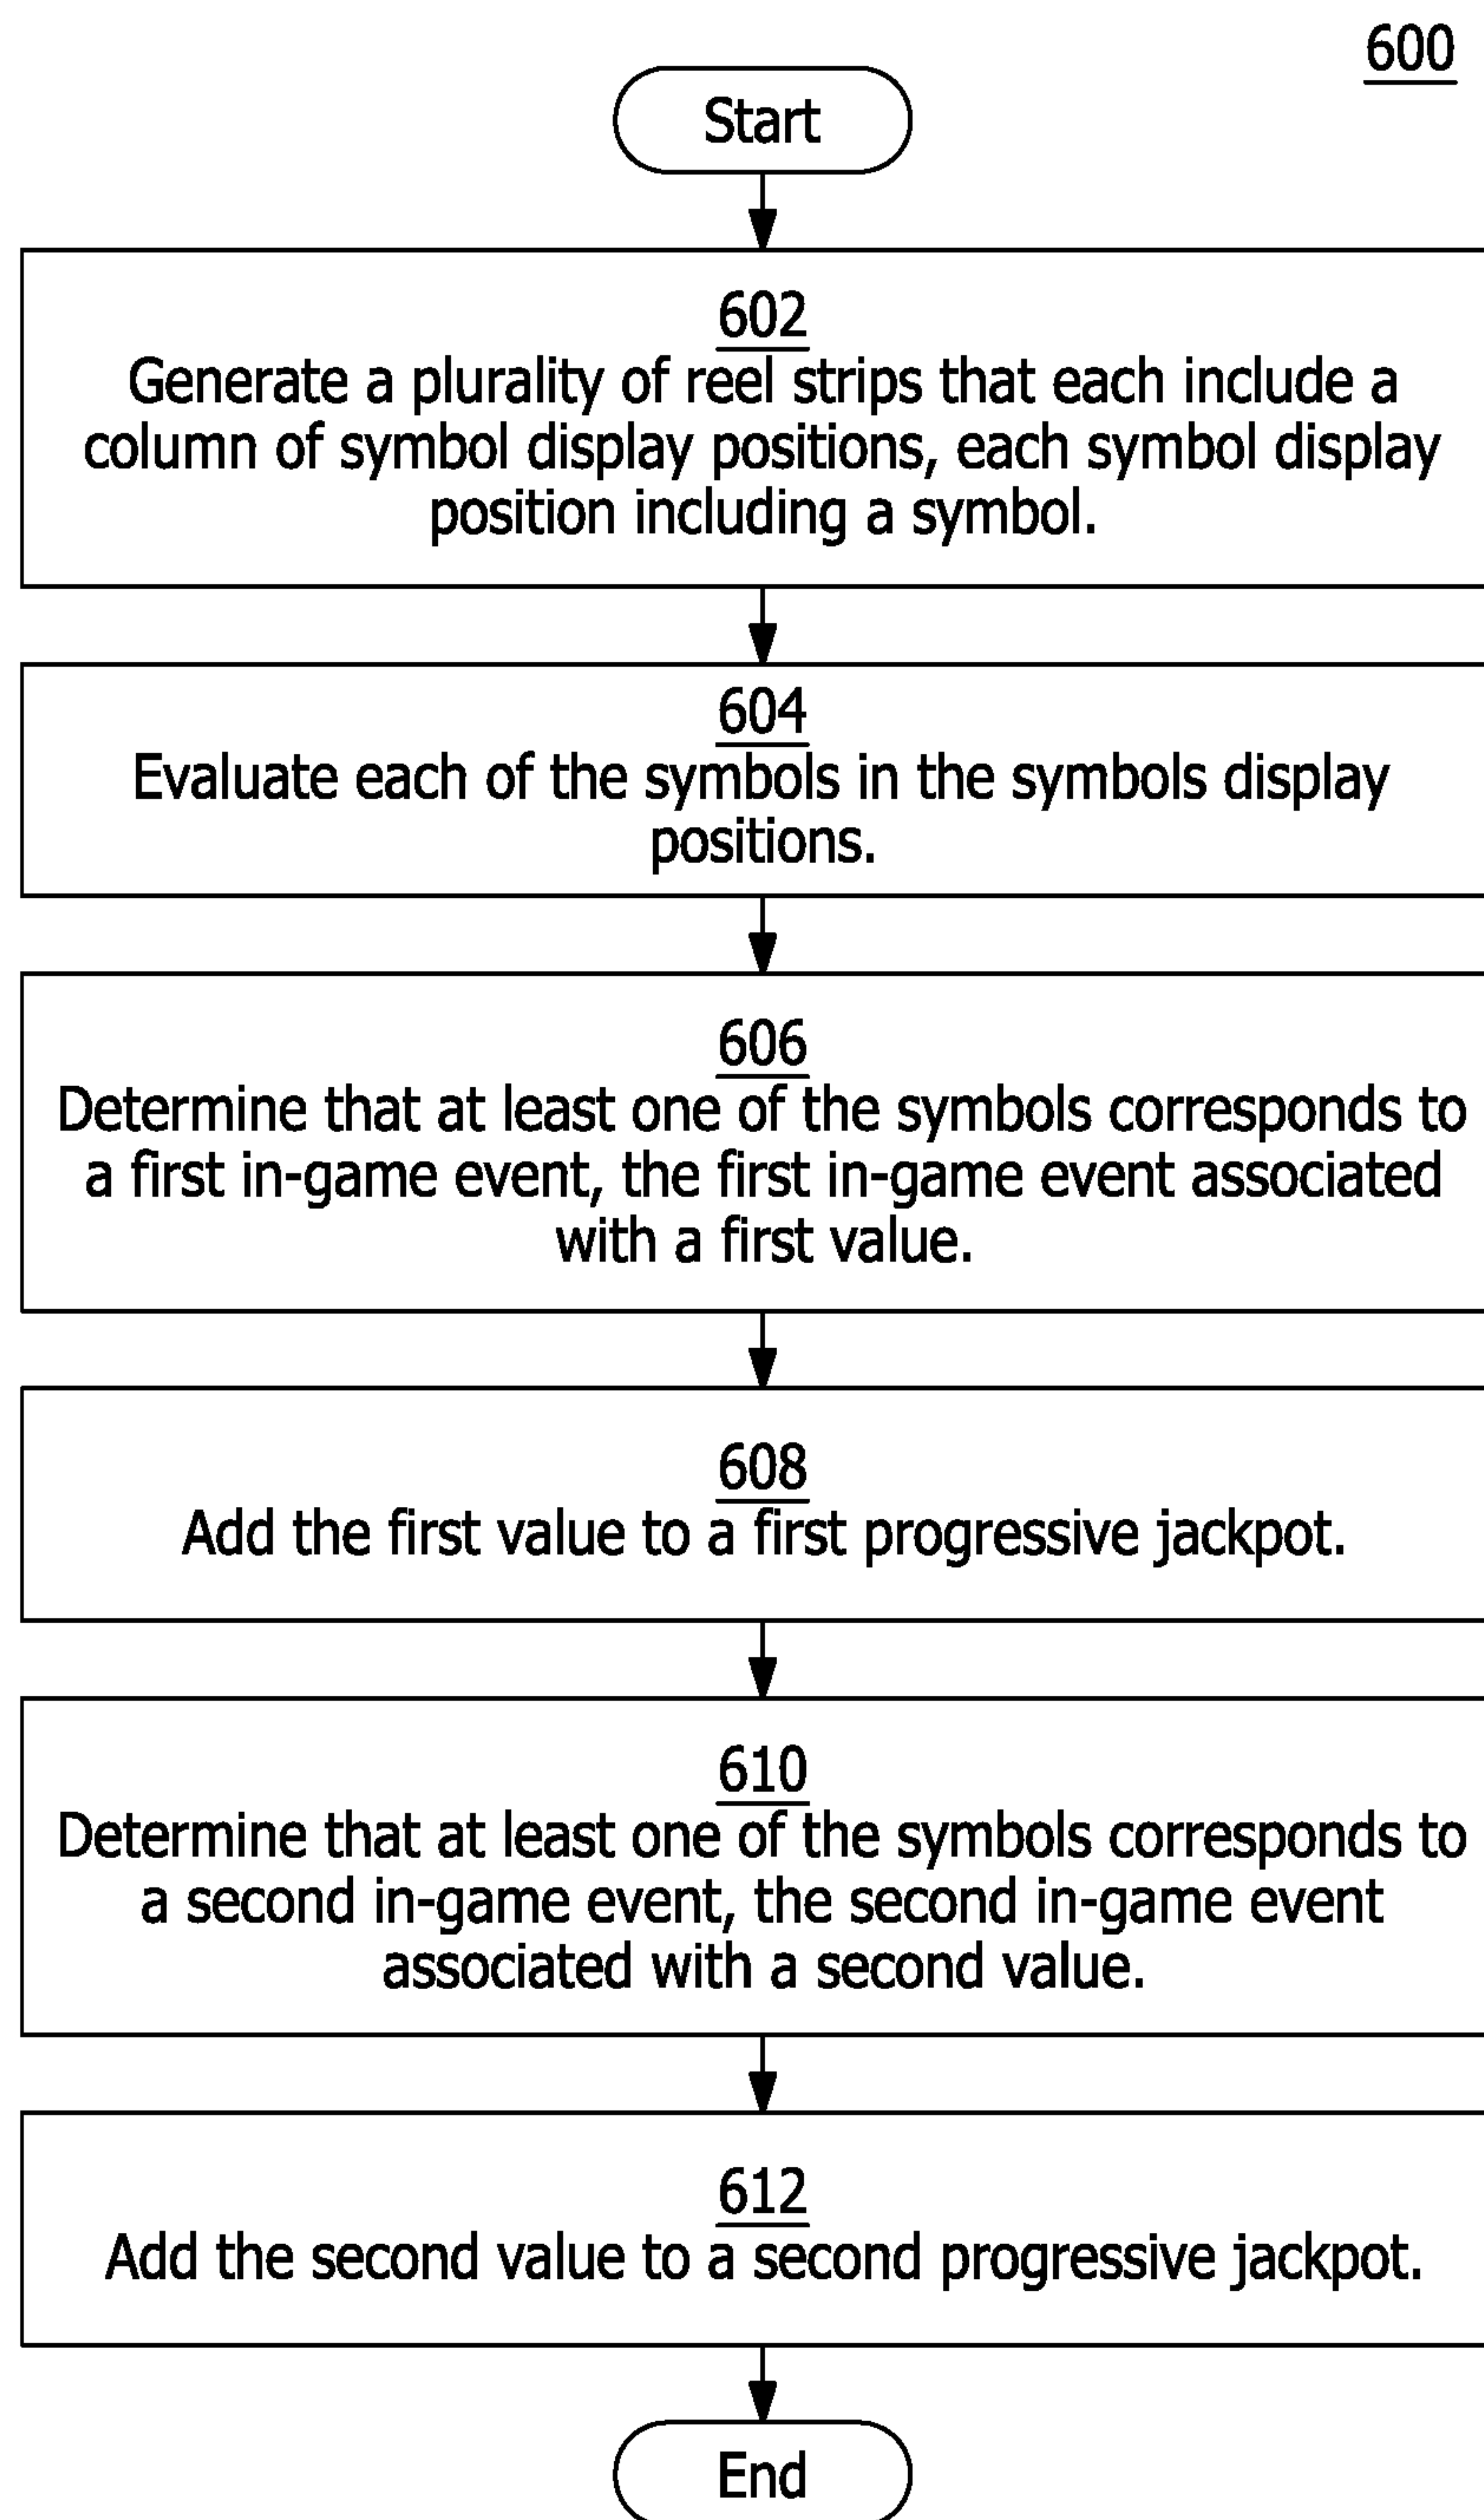 600
Start
602
Generate a plurality of reel strips that each include a
column of symbol display positions, each symbol display
position including a symbol.
604
Evaluate each of the symbols in the symbols display
positions.
606
Determine that at least one of the symbols corresponds to
a first in-game event, the first in-game event associated
with a first value.
608
Add the first value to a first progressive jackpot.
610
Determine that at least one of the symbols corresponds to
a second in-game event, the second in-game event
associated with a second value.
612
Add the second value to a second progressive jackpot.
End